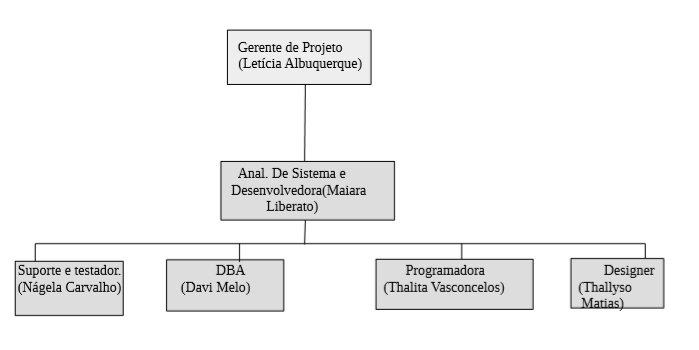 Gerente de Projeto
(Letícia Albuquerque)
Anal. De Sistema e
Desenvolvedora(Maiara
Liberato)
Suporte e testador.
(Nágela Carvalho)
DBA
(Davi Melo)
Programadora
(Thalita Vasconcelos)
Designer
(Thallyso
Matias)